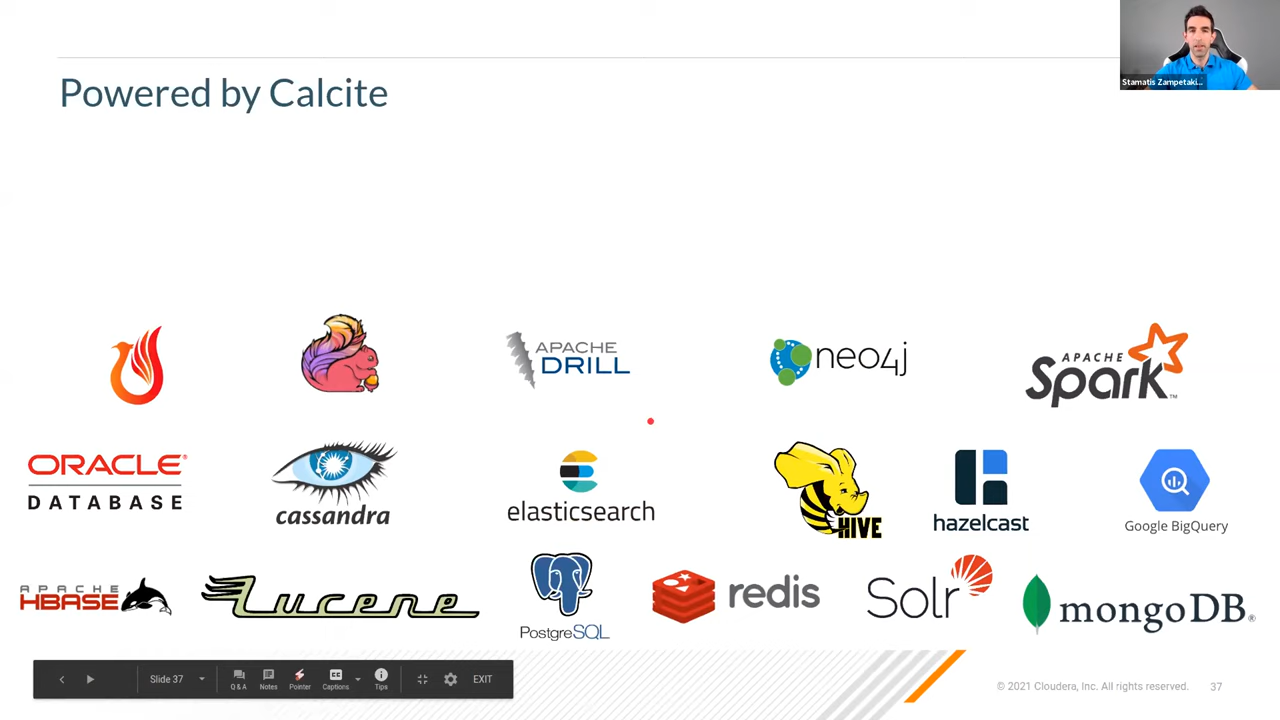 Stamatis Zampetaki...
Powered by Calcite
APACHE
DRILL
neo4j
APACHE
Spark™
ORACLE®
DATABASE
cassandra
elasticsearch
HIVE
hazelcast
Google BigQuery
APACHE
HBASE
Lucene
PostgreSQL
redis
Solr
mongoDB®
Slide 37
Q & A
Notes
Pointer
CC
Captions
Tips
EXIT
© 2021 Cloudera, Inc. All rights reserved.
37